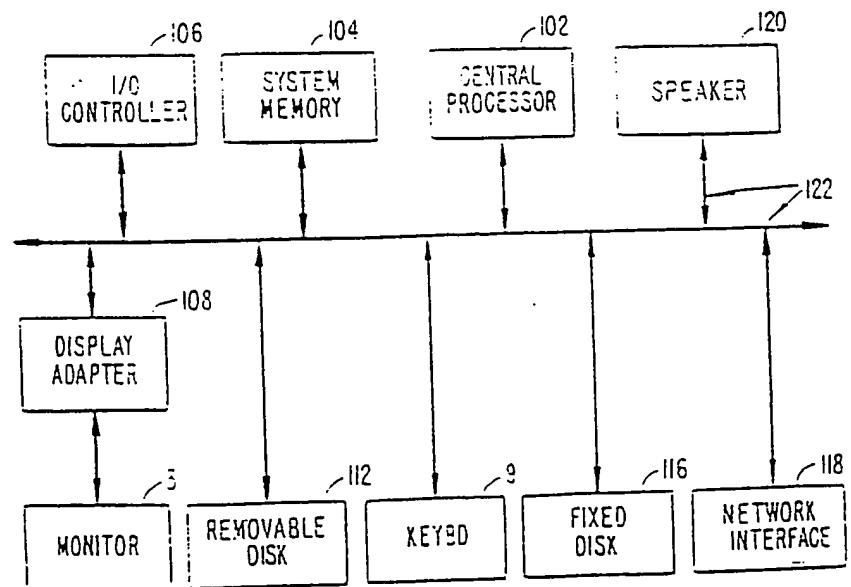 106
104
102
120
I/O
CONTROLLER
SYSTEM
MEMORY
CENTRAL
PROCESSOR
SPEAKER
122
108
DISPLAY
ADAPTER
3
112
9
116
118
MONITOR
REMOVABLE
DISK
KEYBD
FIXED
DISK
NETWORK
INTERFACE